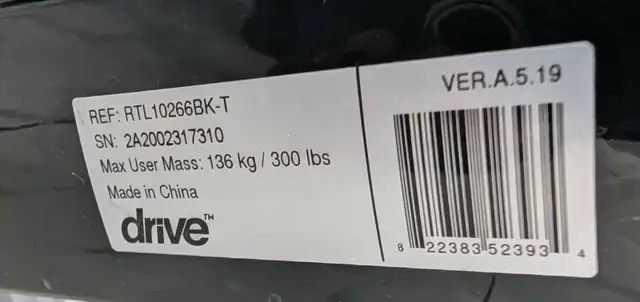 REF: RTL10266BK-T
SN: 2A2002317310
Max User Mass: 136 kg / 300 lbs
Made in China
drive™
VER.A.5.19
8 22383 52393 4